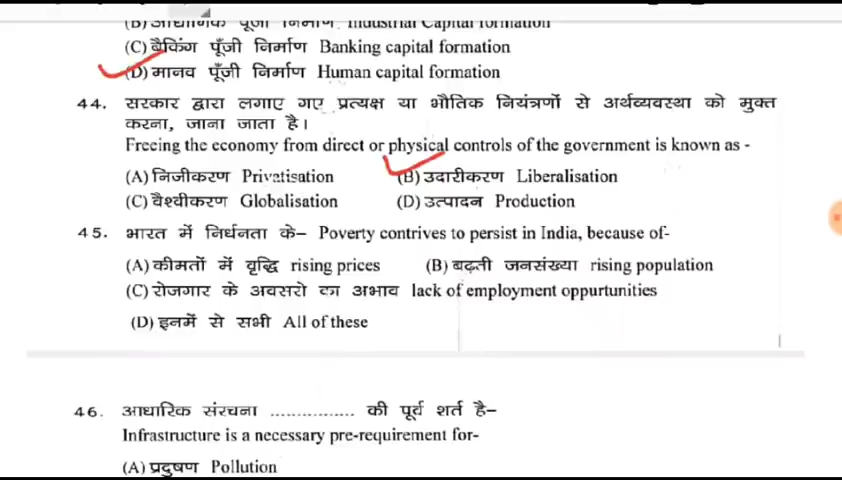 (B) औद्योगिक पूँजी निर्माण Industrial Capital formation
(C) बैकिंग पूँजी निर्माण Banking capital formation
(D) मानव पूँजी निर्माण Human capital formation
44. सरकार द्वारा लगाए गए प्रत्यक्ष या भौतिक नियंत्रणों से अर्थव्यवस्था को मुक्त
करना, जाना जाता है।
Freeing the economy from direct or physical controls of the government is known as -
(A) निजीकरण Privatisation (B) उदारीकरण Liberalisation
(C) वैश्वीकरण Globalisation (D) उत्पादन Production
45. भारत में निर्धनता के– Poverty contrives to persist in India, because of-
(A) कीमतों में वृद्धि rising prices (B) बढ़ती जनसंख्या rising population
(C) रोजगार के अवसरो का अभाव lack of employment oppurtunities
(D) इनमें से सभी All of these
46. आधारिक संरचना ................ की पूर्व शर्त है–
Infrastructure is a necessary pre-requirement for-
(A) प्रदुषण Pollution